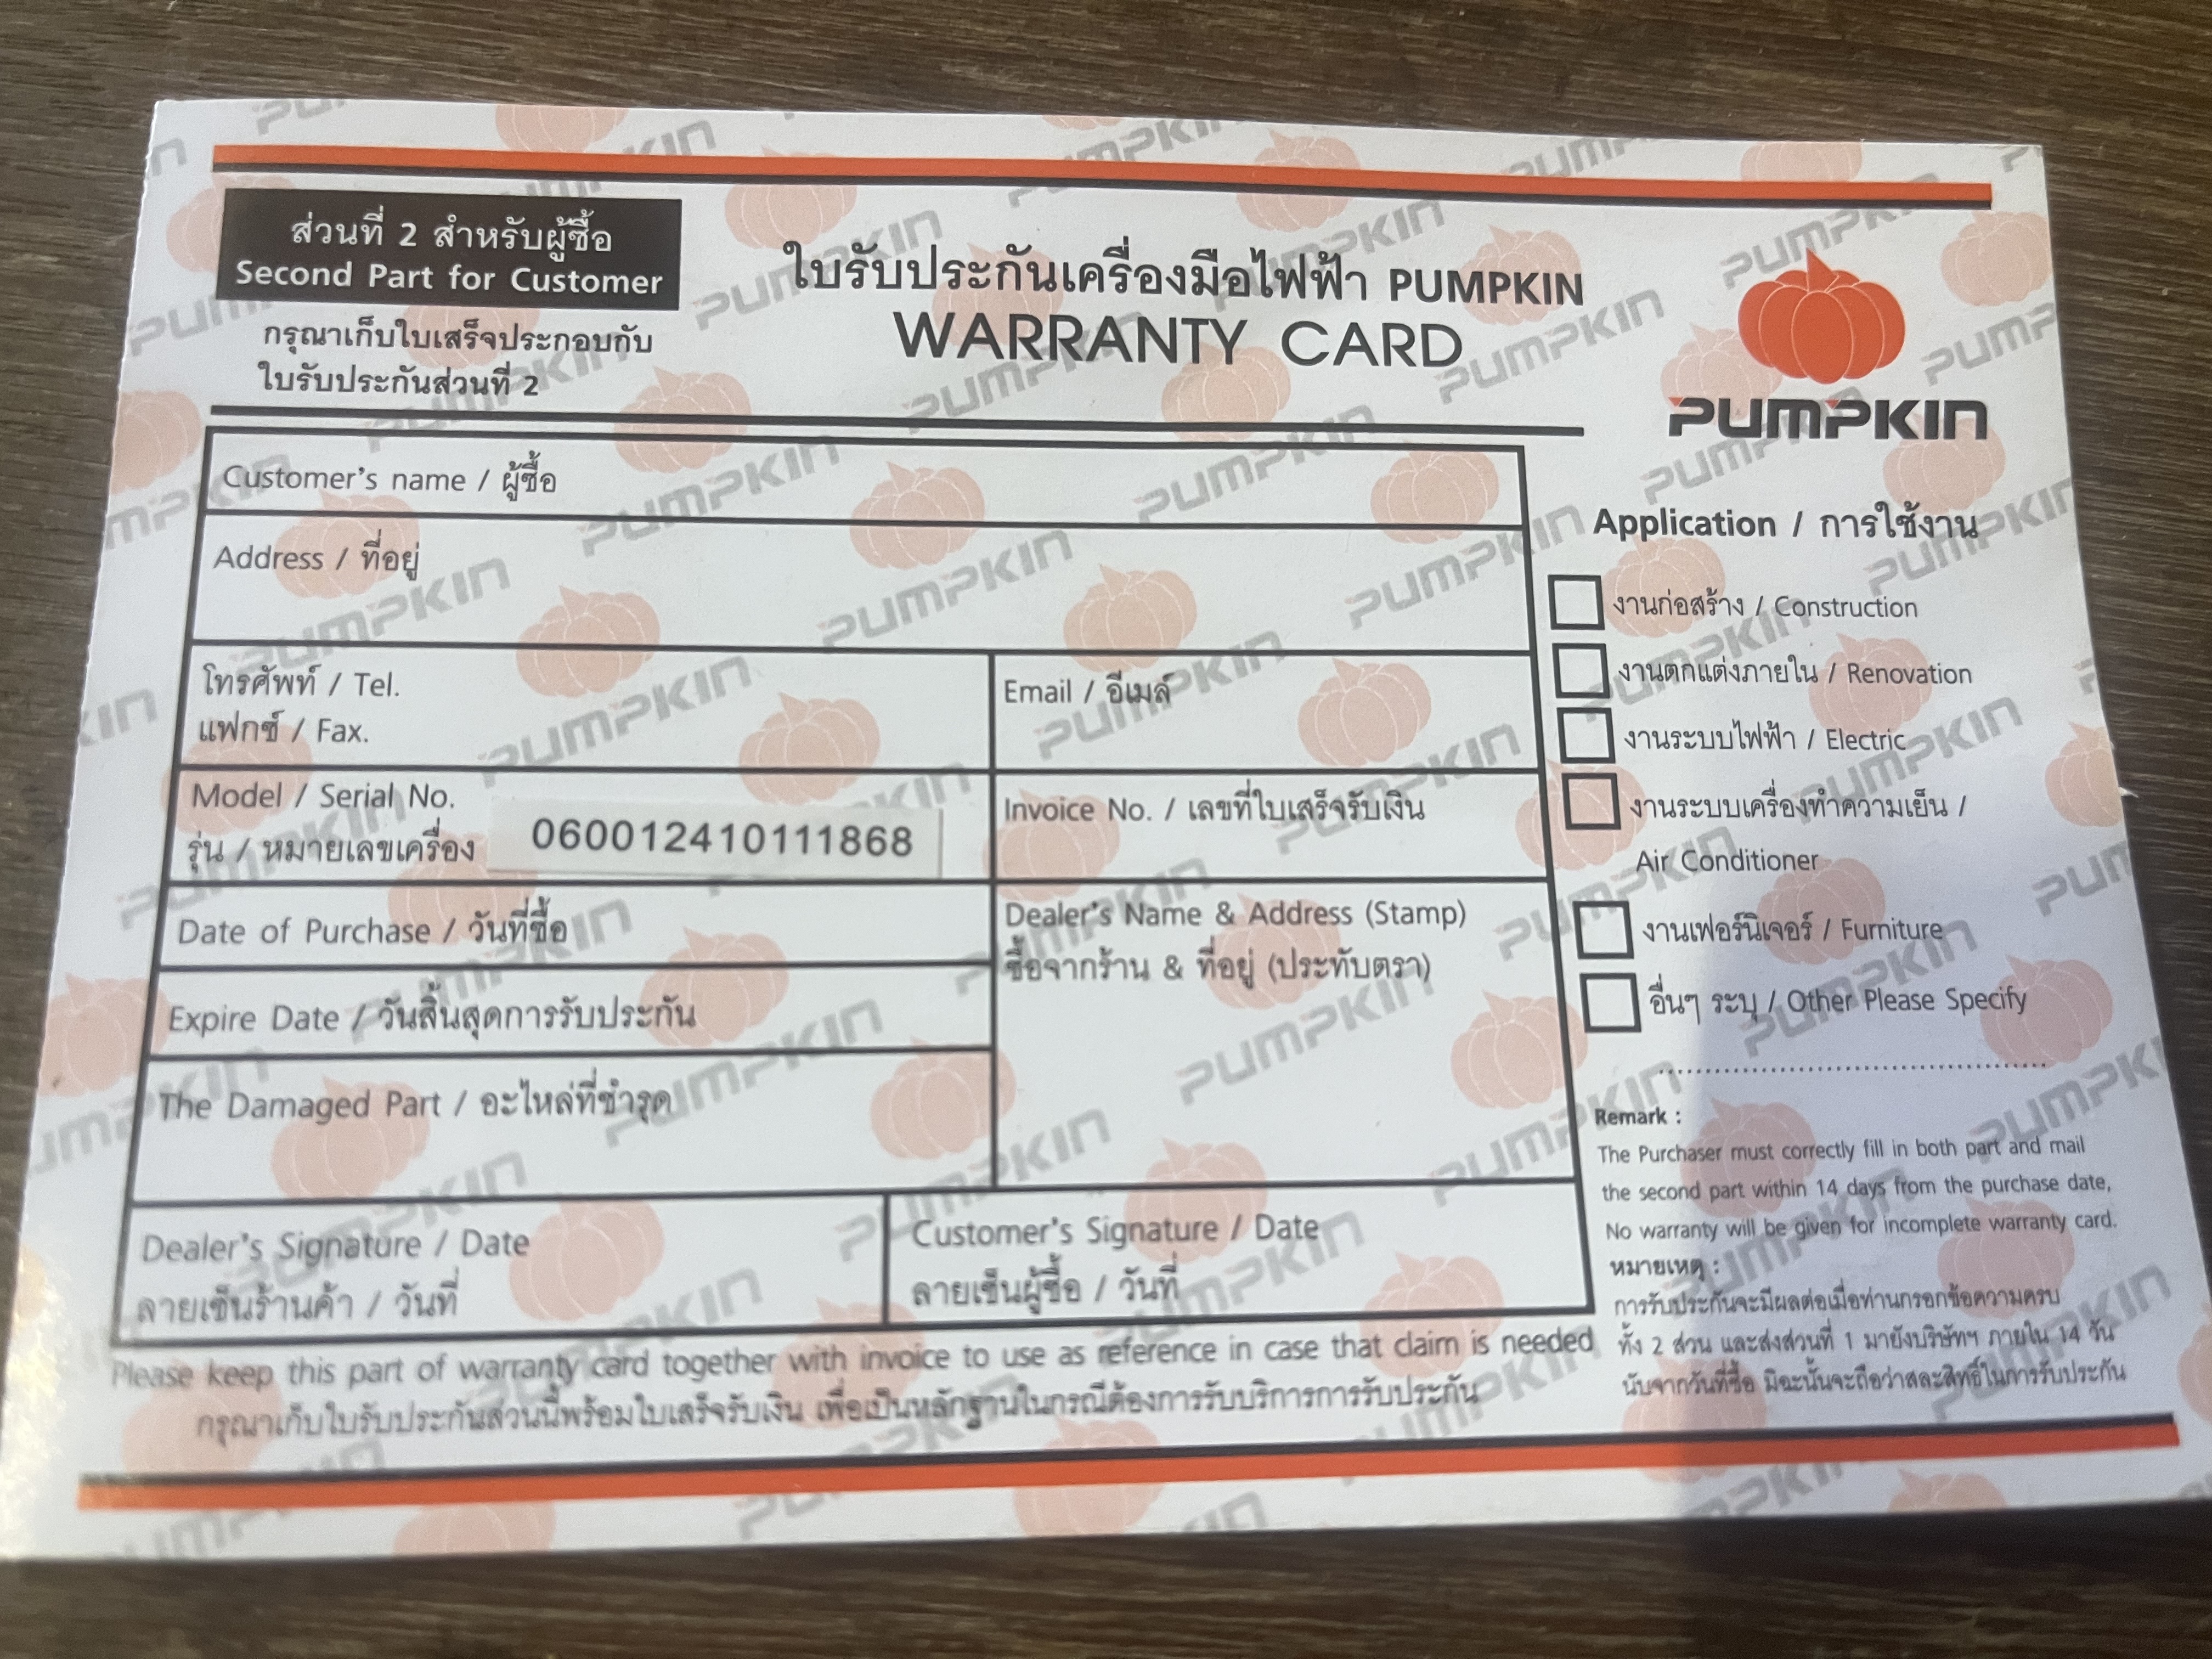 ส่วนที่ 2 สำหรับผู้ซื้อ
Second Part for Customer
กรุณาเก็บใบเสร็จประกอบกับ
ใบรับประกันส่วนที่ 2
ใบรับประกันเครื่องมือไฟฟ้า PUMPKIN
WARRANTY CARD
PUMPKIN
Customer's name / ผู้ซื้อ
Address / ที่อยู่
โทรศัพท์ / Tel.
แฟกซ์ / Fax.
Email / อีเมล์
Model / Serial No.
รุ่น / หมายเลขเครื่อง
060012410111868
Invoice No. / เลขที่ใบเสร็จรับเงิน
Date of Purchase / วันที่ซื้อ
Expire Date / วันสิ้นสุดการรับประกัน
The Damaged Part / อะไหล่ที่ชำรุด
Dealer's Name & Address (Stamp)
ซื้อจากร้าน & ที่อยู่ (ประทับตรา)
Dealer's Signature / Date
ลายเซ็นร้านค้า / วันที่
Customer's Signature / Date
ลายเซ็นผู้ซื้อ / วันที่
Please keep this part of warranty card together with invoice to use as reference in case that claim is needed
กรุณาเก็บใบรับประกันส่วนนี้พร้อมใบเสร็จรับเงิน เพื่อเป็นหลักฐานในกรณีต้องการรับบริการการรับประกัน
Application / การใช้งาน
งานก่อสร้าง / Construction
งานตกแต่งภายใน / Renovation
งานระบบไฟฟ้า / Electric
งานระบบเครื่องทำความเย็น /
Air Conditioner
งานเฟอร์นิเจอร์ / Furniture
อื่นๆ ระบุ / Other Please Specify
Remark :
The Purchaser must correctly fill in both part and mail
the second part within 14 days from the purchase date,
No warranty will be given for incomplete warranty card.
หมายเหตุ :
การรับประกันจะมีผลต่อเมื่อท่านกรอกข้อความครบ
ทั้ง 2 ส่วน และส่งส่วนที่ 1 มายังบริษัทฯ ภายใน 14 วัน
นับจากวันที่ซื้อ มิฉะนั้นจะถือว่าสละสิทธิ์ในการรับประกัน